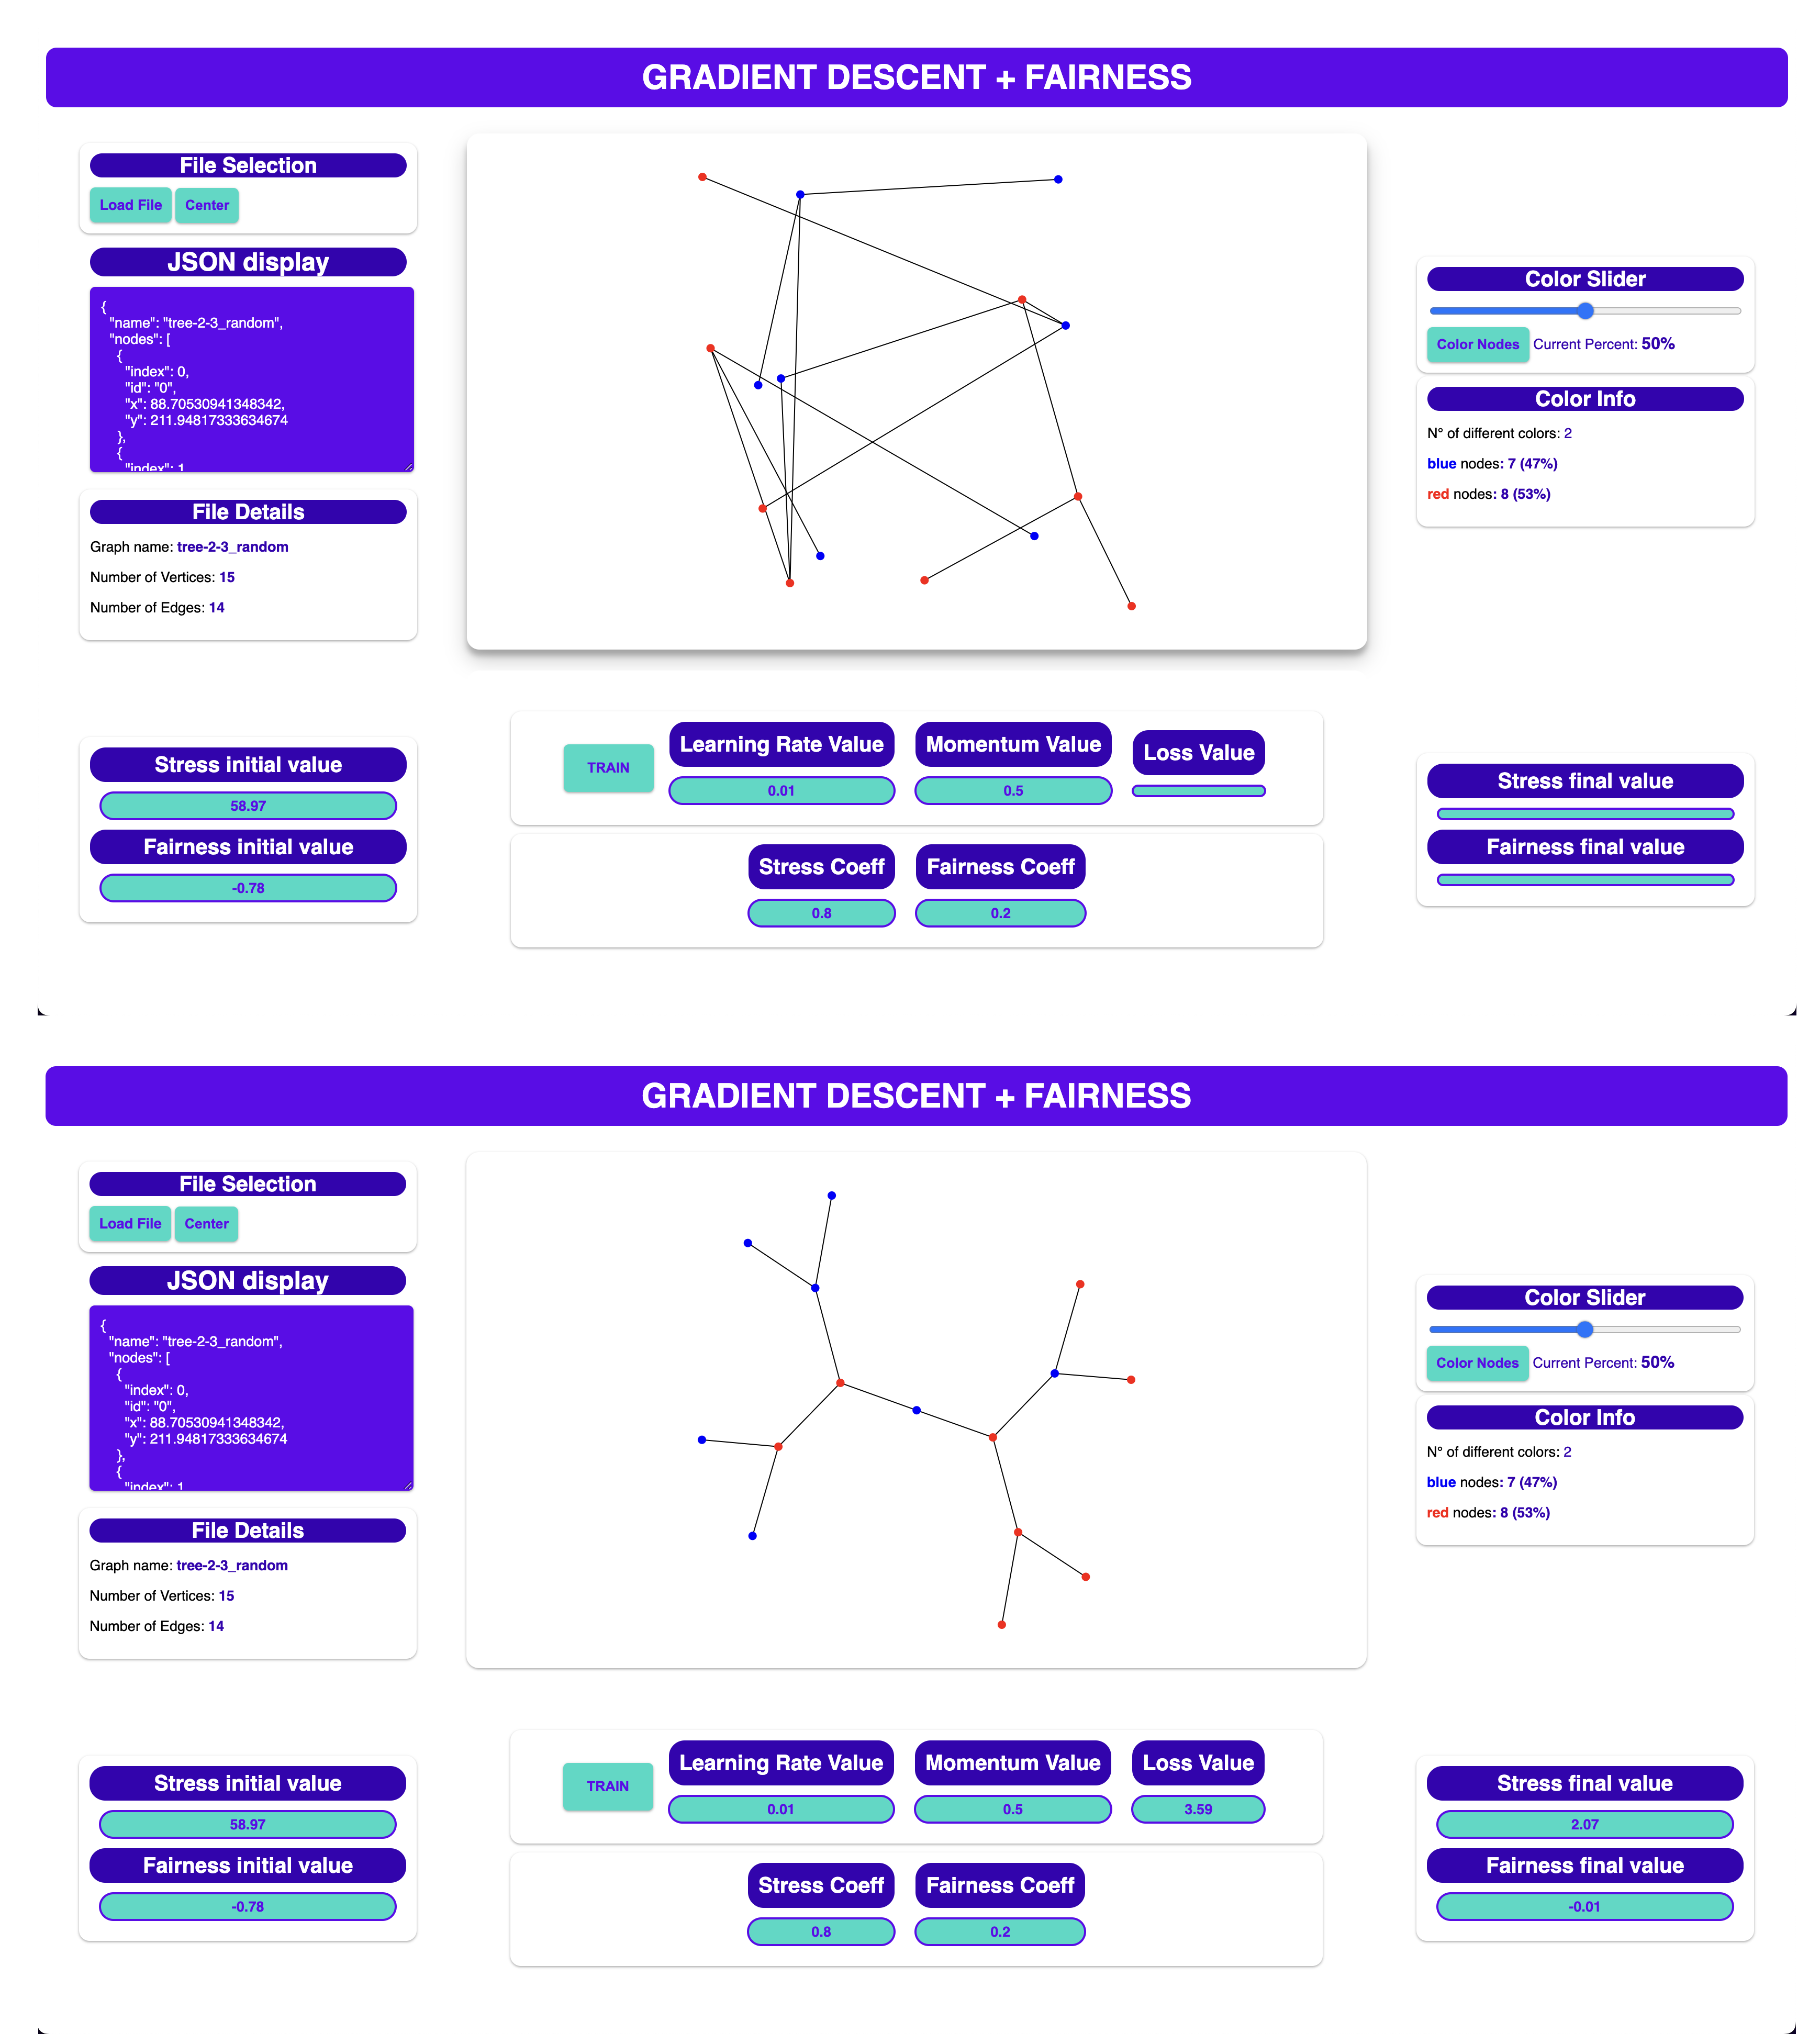 GRADIENT DESCENT + FAIRNESS
File Selection
Load File Center
JSON display
{
"name": "tree-2-3_random",
"nodes": [
{
"index": 0,
"id": "0",
"x": 88.70530941348342,
"y": 211.94817333634674
},
{
"index": 1
File Details
Graph name: tree-2-3_random
Number of Vertices: 15
Number of Edges: 14
Color Slider
Color Nodes Current Percent: 50%
Color Info
N° of different colors: 2
blue nodes: 7 (47%)
red nodes: 8 (53%)
Stress initial value
58.97
Fairness initial value
-0.78
TRAIN
Learning Rate Value
0.01
Momentum Value
0.5
Loss Value
Stress Coeff
0.8
Fairness Coeff
0.2
Stress final value
Fairness final value
GRADIENT DESCENT + FAIRNESS
File Selection
Load File Center
JSON display
{
"name": "tree-2-3_random",
"nodes": [
{
"index": 0,
"id": "0",
"x": 88.70530941348342,
"y": 211.94817333634674
},
{
"index": 1
File Details
Graph name: tree-2-3_random
Number of Vertices: 15
Number of Edges: 14
Color Slider
Color Nodes Current Percent: 50%
Color Info
N° of different colors: 2
blue nodes: 7 (47%)
red nodes: 8 (53%)
Stress initial value
58.97
Fairness initial value
-0.78
TRAIN
Learning Rate Value
0.01
Momentum Value
0.5
Loss Value
3.59
Stress Coeff
0.8
Fairness Coeff
0.2
Stress final value
2.07
Fairness final value
-0.01